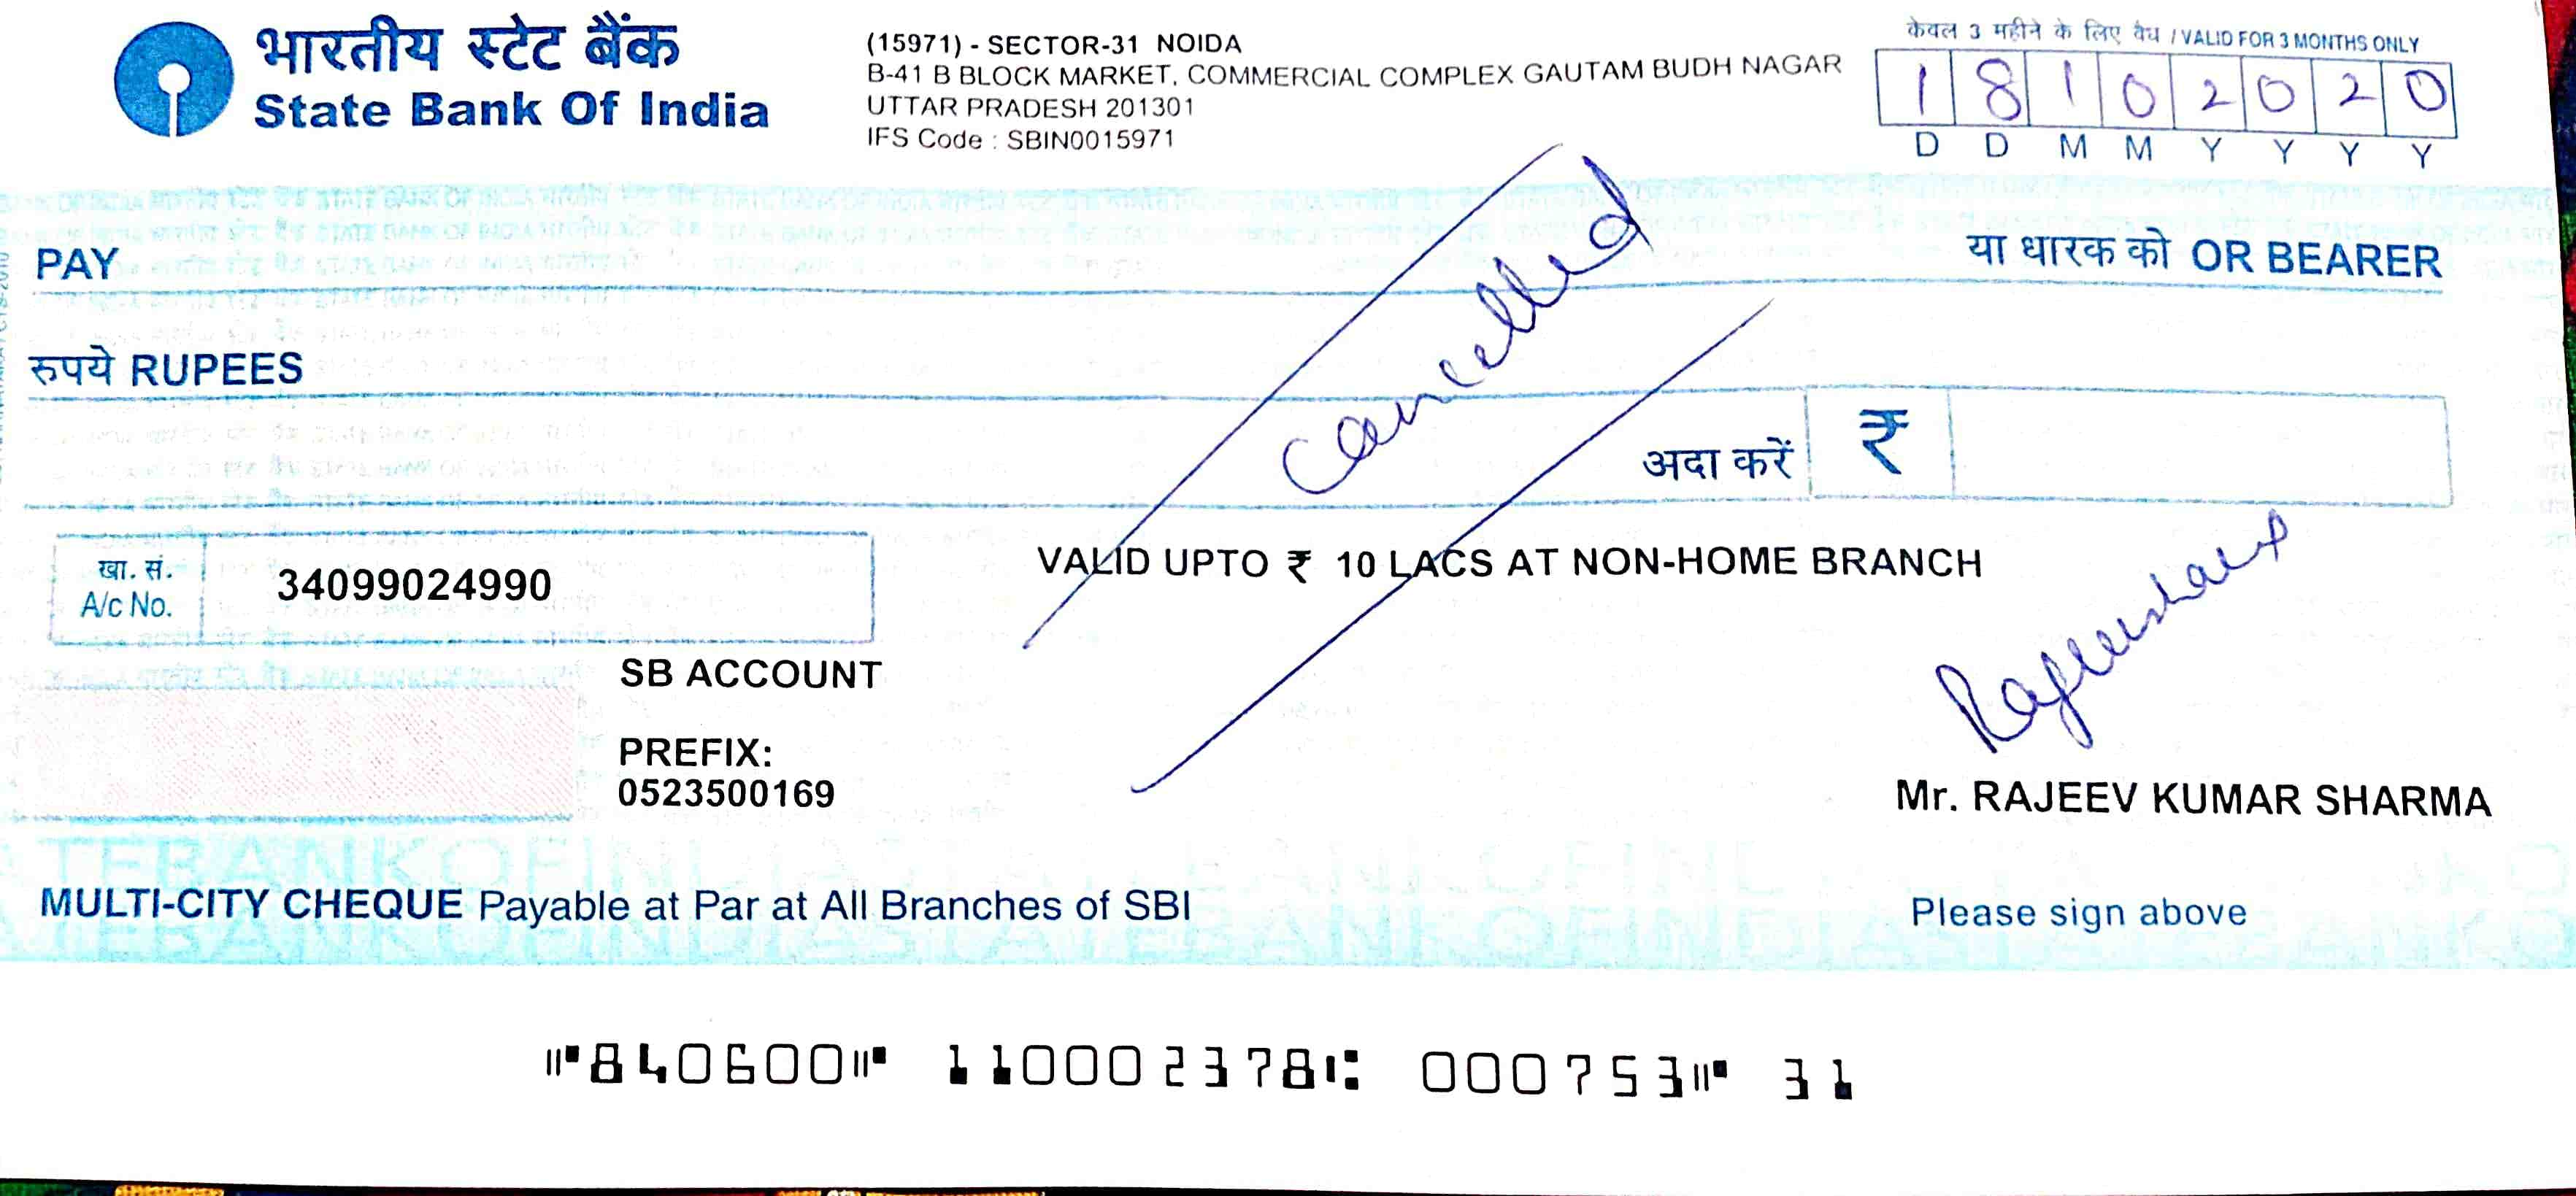 भारतीय स्टेट बैंक
State Bank Of India
(15971) - SECTOR-31 NOIDA
B-41 B BLOCK MARKET, COMMERCIAL COMPLEX GAUTAM BUDH NAGAR
UTTAR PRADESH 201301
IFS Code : SBIN0015971
केवल 3 महीने के लिए वैध / VALID FOR 3 MONTHS ONLY
1 8 1 0 2 0 2 0
D D M M Y Y Y Y
PAY
या धारक को OR BEARER
cancelled
रुपये RUPEES
अदा करें ₹
खा. सं.
A/c No.
34099024990
VALID UPTO ₹ 10 LACS AT NON-HOME BRANCH
SB ACCOUNT
PREFIX:
0523500169
Mr. RAJEEV KUMAR SHARMA
MULTI-CITY CHEQUE Payable at Par at All Branches of SBI
Please sign above
⑈840600⑈ 110002378⑆ 000753⑈ 31